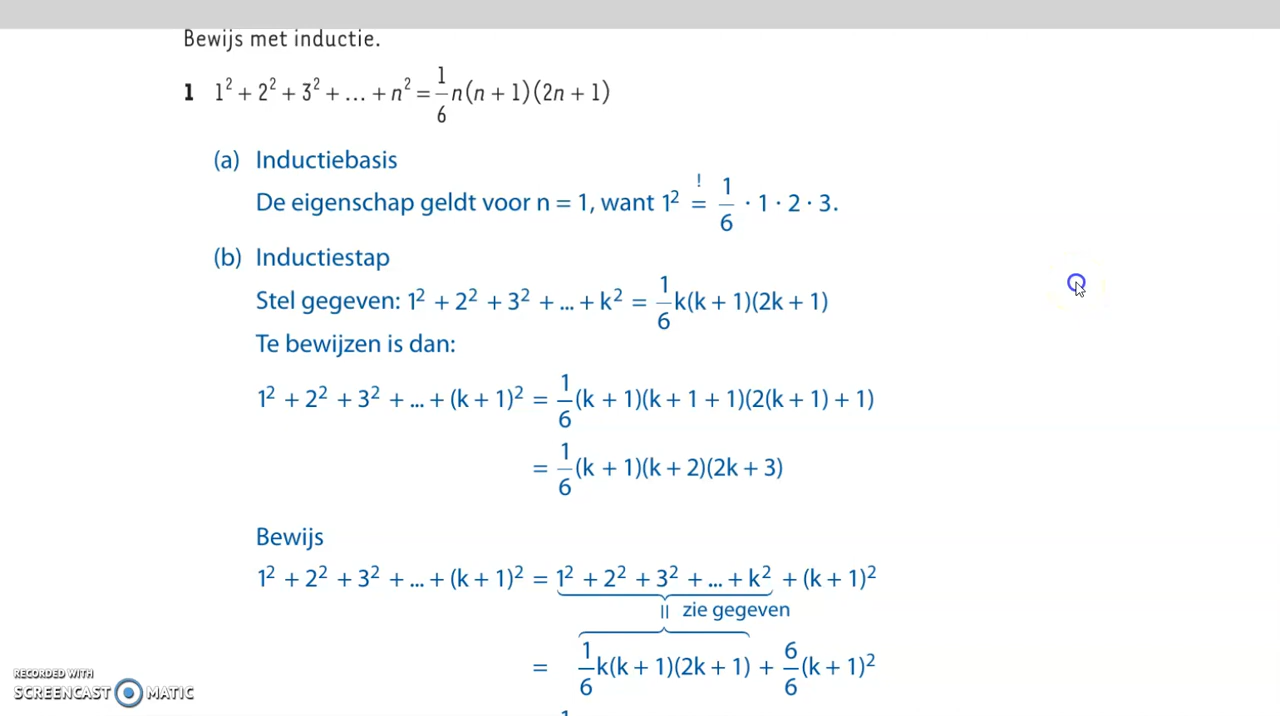 Bewijs met inductie.
1 1² + 2² + 3² + ... + n² = 1/6 n(n + 1)(2n + 1)
(a) Inductiebasis
De eigenschap geldt voor n = 1, want 1² =! 1/6 · 1 · 2 · 3.
(b) Inductiestap
Stel gegeven: 1² + 2² + 3² + ... + k² = 1/6 k(k + 1)(2k + 1)
Te bewijzen is dan:
1² + 2² + 3² + ... + (k + 1)² = 1/6 (k + 1)(k + 1 + 1)(2(k + 1) + 1)
= 1/6 (k + 1)(k + 2)(2k + 3)
Bewijs
1² + 2² + 3² + ... + (k + 1)² = 1² + 2² + 3² + ... + k² + (k + 1)²
|| zie gegeven
= 1/6 k(k + 1)(2k + 1) + 6/6 (k + 1)²
RECORDED WITH
SCREENCAST MATIC